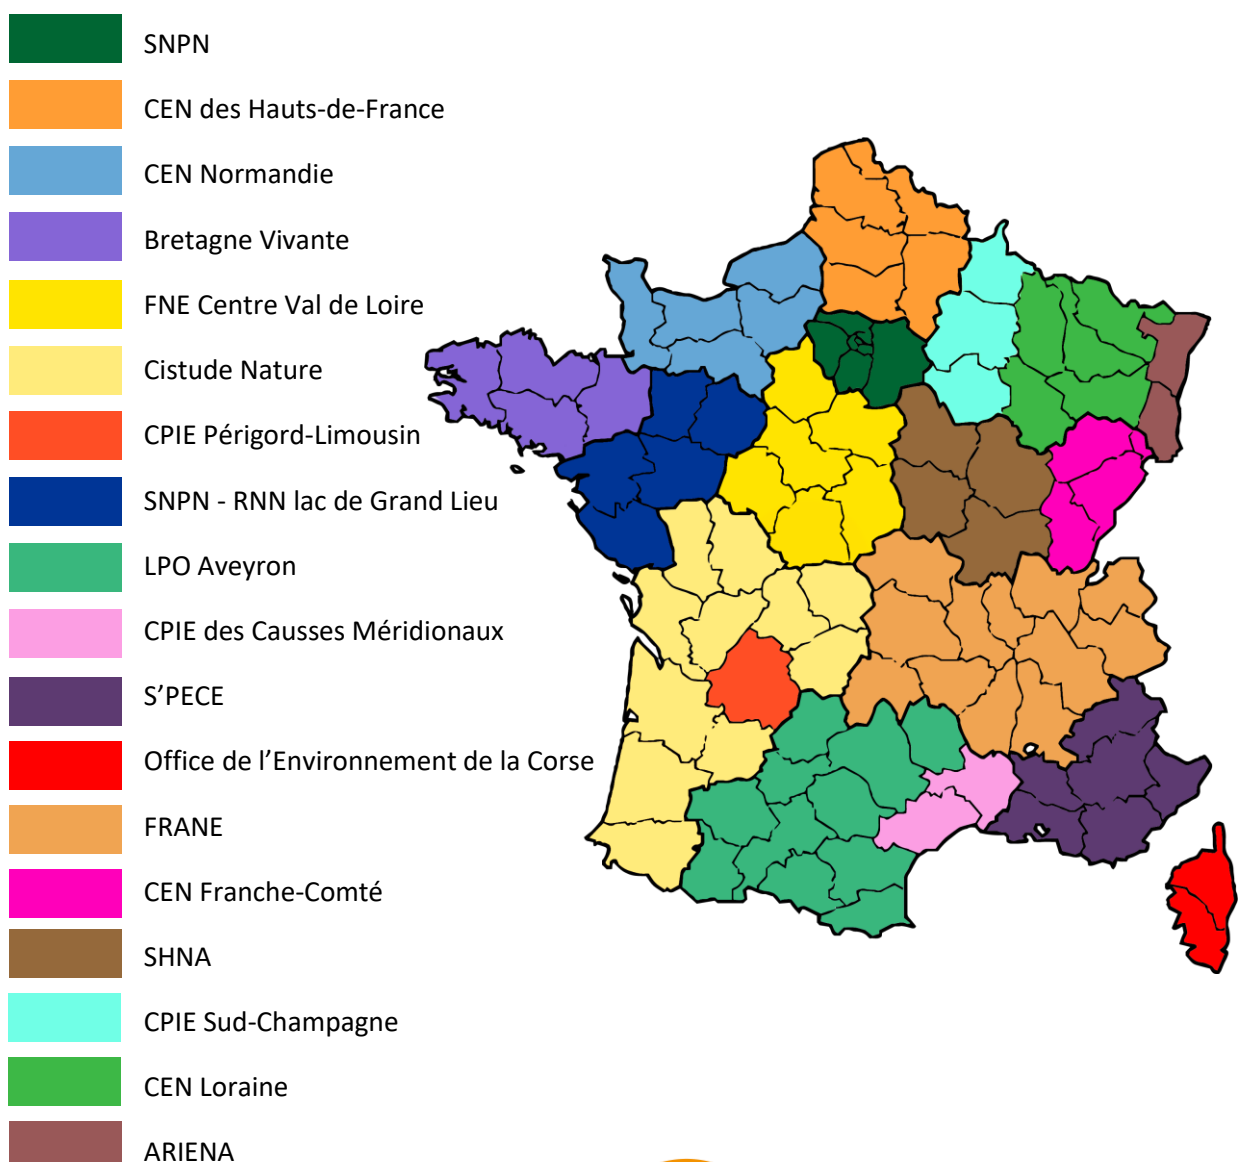 SNPN
CEN des Hauts-de-France
CEN Normandie
Bretagne Vivante
FNE Centre Val de Loire
Cistude Nature
CPIE Périgord-Limousin
SNPN - RNN lac de Grand Lieu
LPO Aveyron
CPIE des Causses Méridionaux
S’PECE
Office de l’Environnement de la Corse
FRANE
CEN Franche-Comté
SHNA
CPIE Sud-Champagne
CEN Loraine
ARIENA